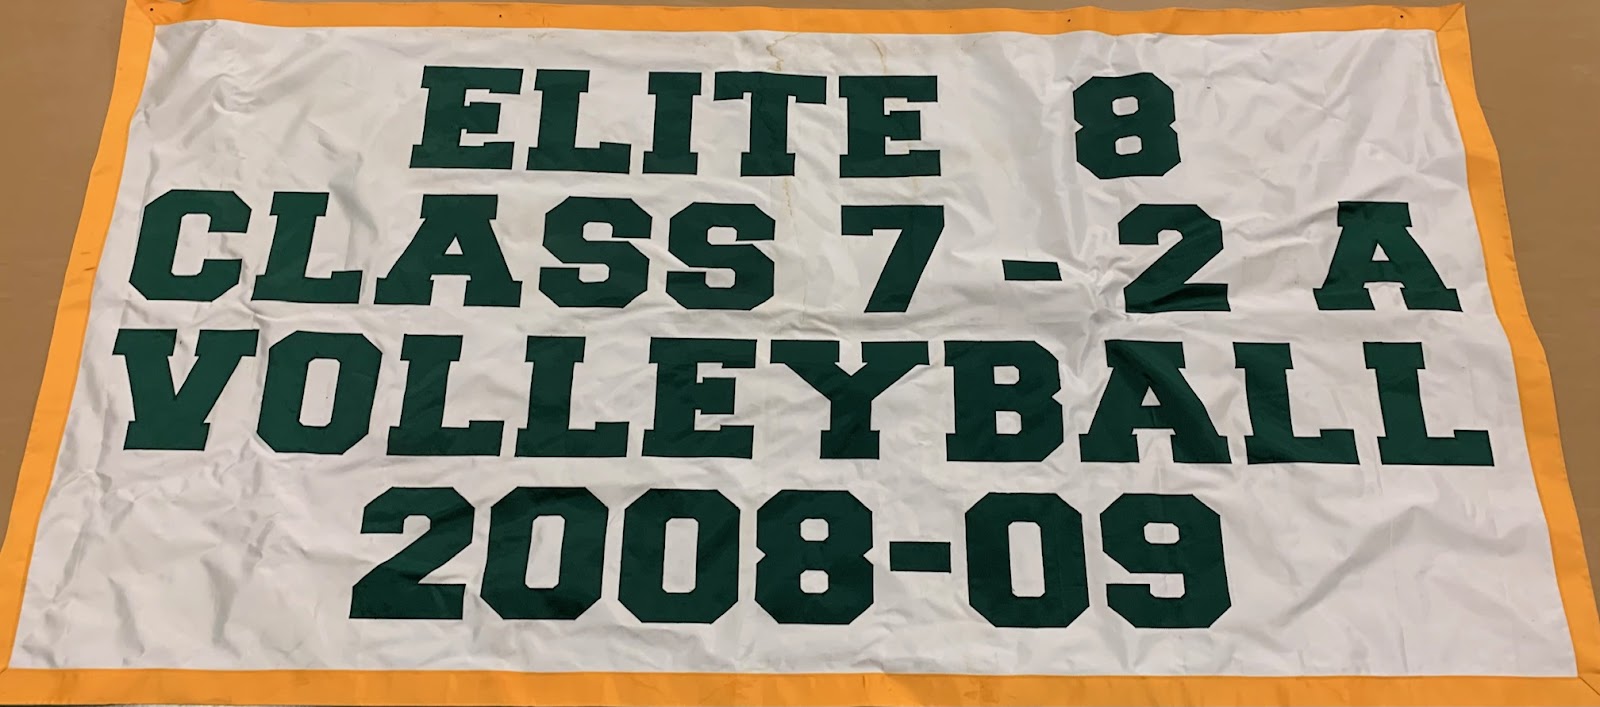 ELITE 8
CLASS 7 - 2 A
VOLLEYBALL
2008-09